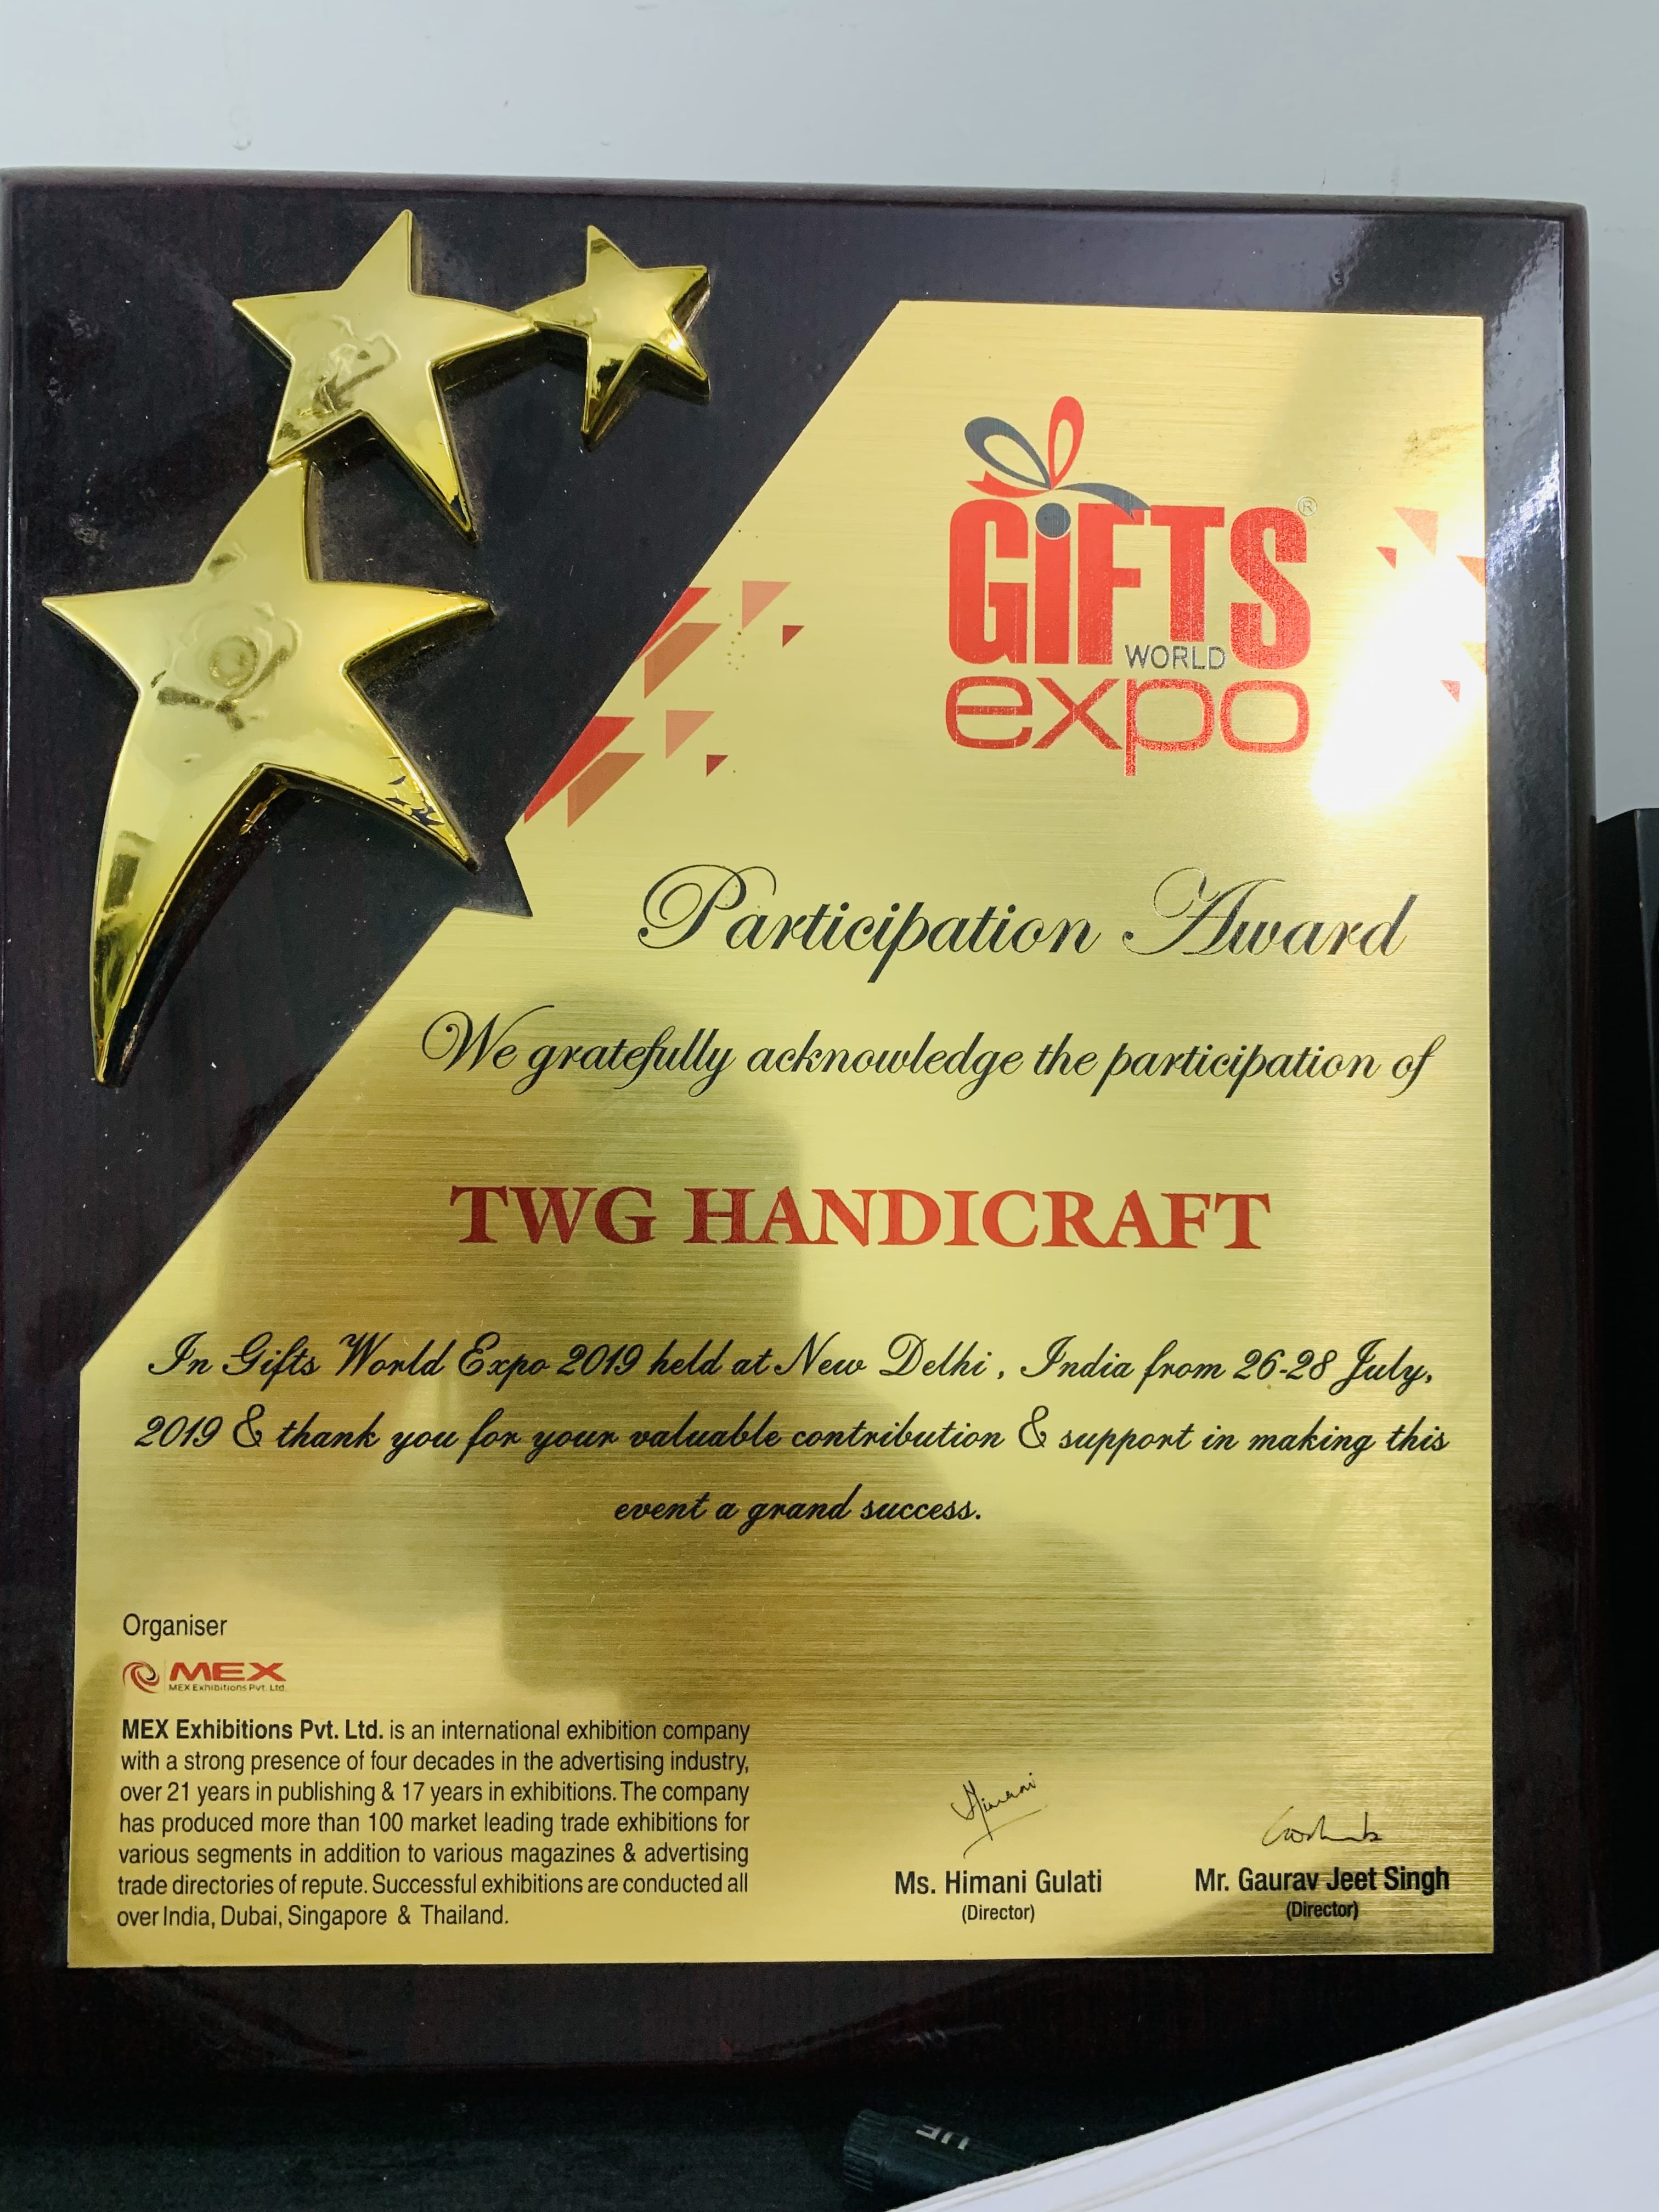 GiFTS®
WORLD
expo
Participation Award
We gratefully acknowledge the participation of
TWG HANDICRAFT
In Gifts World Expo 2019 held at New Delhi , India from 26-28 July,
2019 & thank you for your valuable contribution & support in making this
event a grand success.
Organiser
MEX
MEX Exhibitions Pvt. Ltd.
MEX Exhibitions Pvt. Ltd. is an international exhibition company
with a strong presence of four decades in the advertising industry,
over 21 years in publishing & 17 years in exhibitions. The company
has produced more than 100 market leading trade exhibitions for
various segments in addition to various magazines & advertising
trade directories of repute. Successful exhibitions are conducted all
over India, Dubai, Singapore & Thailand.
Himani
Ms. Himani Gulati
(Director)
Mr. Gaurav Jeet Singh
(Director)